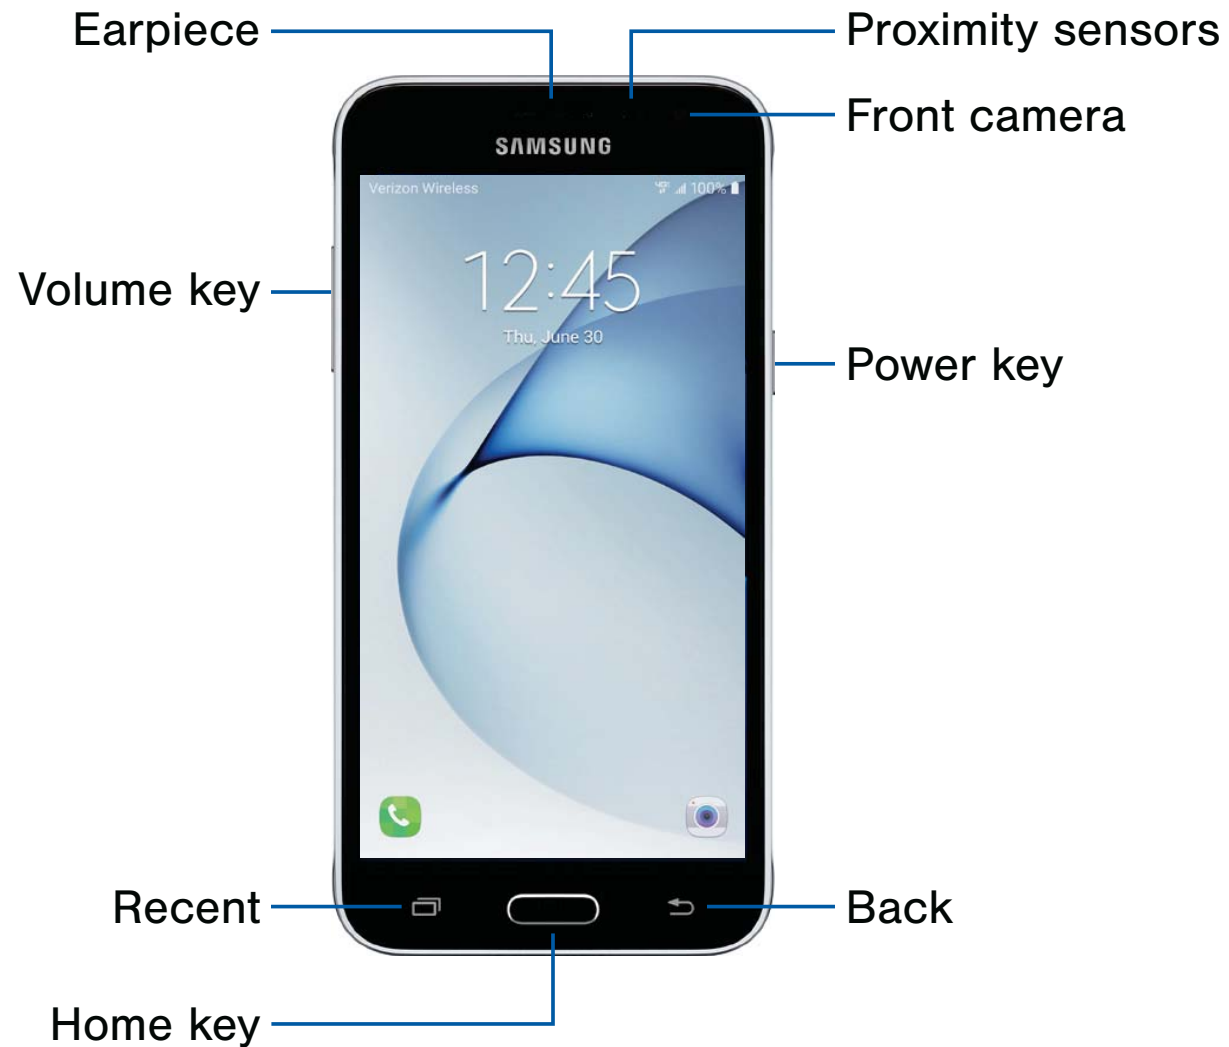 Earpiece
Proximity sensors
Front camera
SAMSUNG
Verizon Wireless
100%
12:45
Thu, June 30
Volume key
Power key
Recent
Back
Home key